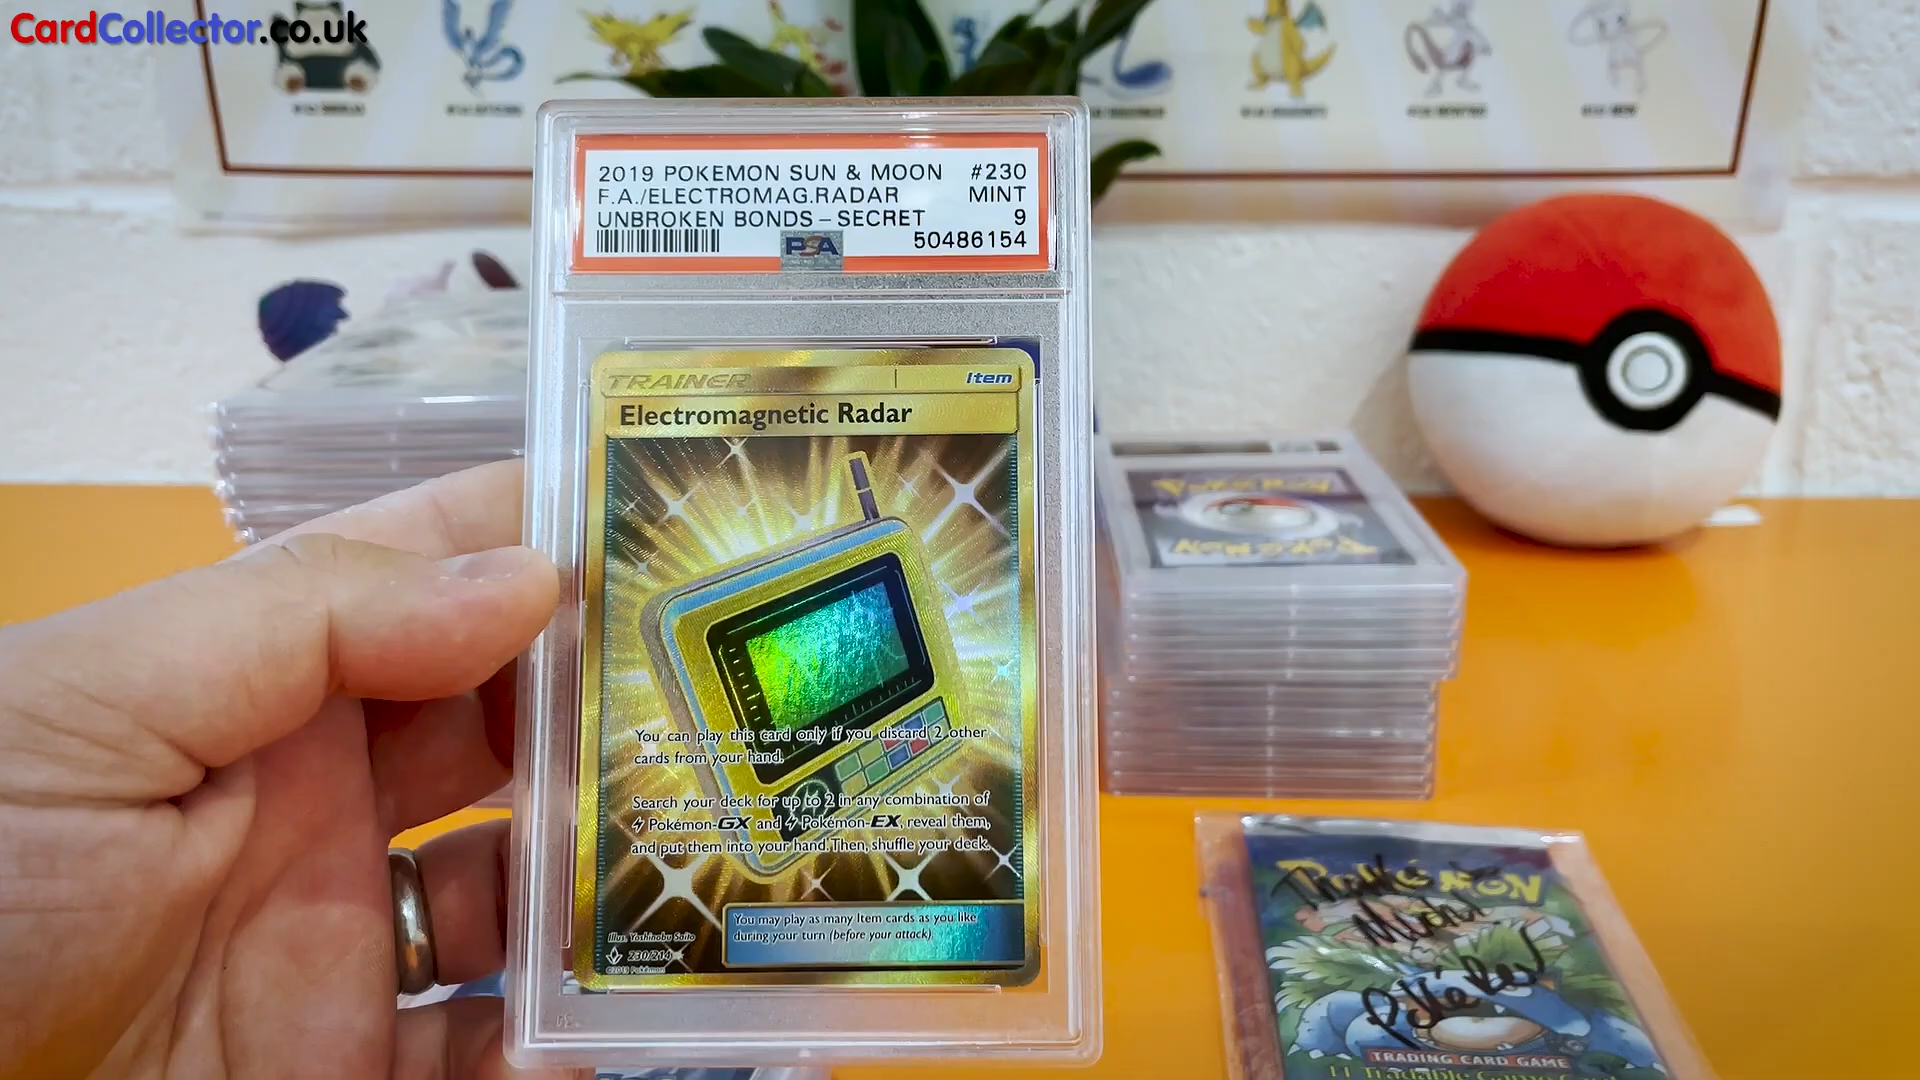 CardCollector.co.uk
2019 POKEMON SUN & MOON #230
F.A./ELECTROMAG.RADAR MINT
UNBROKEN BONDS – SECRET 9
PSA 50486154
TRAINER Item
Electromagnetic Radar
You can play this card only if you discard 2 other
cards from your hand.
Search your deck for up to 2 in any combination of
Pokémon-GX and Pokémon-EX, reveal them,
and put them into your hand. Then, shuffle your deck.
You may play as many Item cards as you like
during your turn (before your attack).
Illus. Yoshinobu Saito
230/214
©2019 Pokémon
POKéMON
TRADING CARD GAME